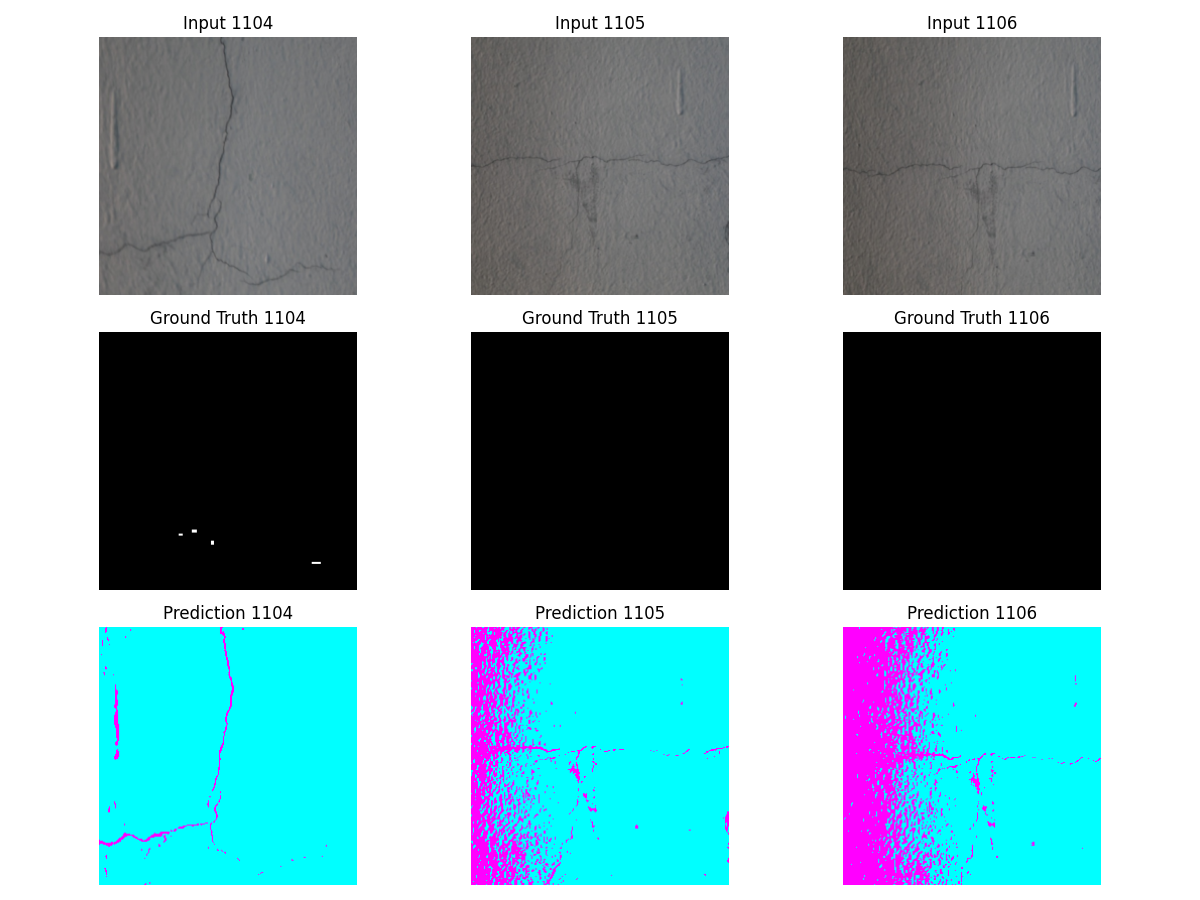 Input 1104
Input 1105
Input 1106
Ground Truth 1104
Ground Truth 1105
Ground Truth 1106
Prediction 1104
Prediction 1105
Prediction 1106